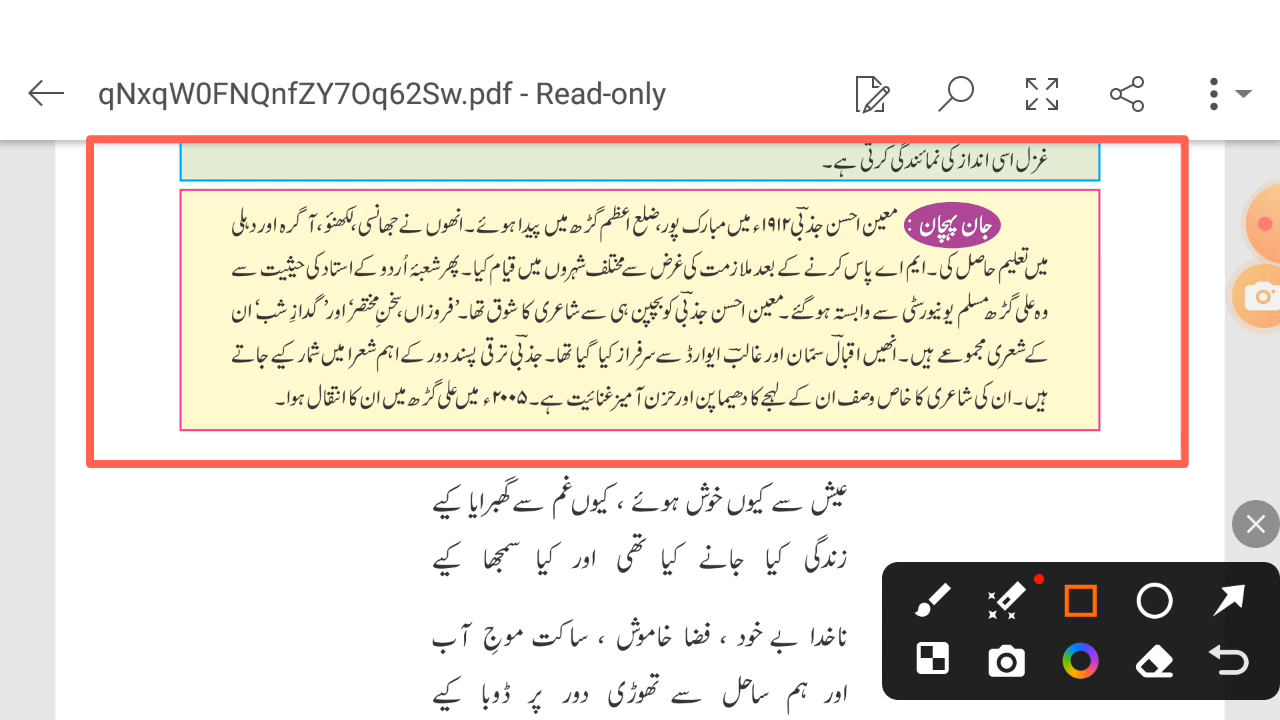 qNxqW0FNQnfZY7Oq62Sw.pdf - Read-only
غزل اسی انداز کی نمائندگی کرتی ہے۔
جان پہچان : معین احسن جذبیؔ ۱۹۱۲ء میں مبارک پور، ضلع اعظم گڑھ میں پیدا ہوئے۔ انھوں نے جھانسی، لکھنؤ، آگرہ اور دہلی
میں تعلیم حاصل کی۔ ایم اے پاس کرنے کے بعد ملازمت کی غرض سے مختلف شہروں میں قیام کیا۔ پھر شعبۂ اُردو کے استاد کی حیثیت سے
وہ علی گڑھ مسلم یونیورسٹی سے وابستہ ہوگئے۔ معین احسن جذبیؔ کو بچپن ہی سے شاعری کا شوق تھا۔ ’فروزاں، سخنِ مختصر‘ اور ’گدازِ شب‘ ان
کے شعری مجموعے ہیں۔ انھیں اقبالؔ سمّان اور غالبؔ ایوارڈ سے سرفراز کیا گیا تھا۔ جذبیؔ ترقی پسند دور کے اہم شعرا میں شمار کیے جاتے
ہیں۔ ان کی شاعری کا خاص وصف ان کے لہجے کا دھیما پن اور حزن آمیز غنائیت ہے۔ ۲۰۰۵ء میں علی گڑھ میں ان کا انتقال ہوا۔
عیش سے کیوں خوش ہوئے ، کیوں غم سے گھبرایا کیے
زندگی کیا جانے کیا تھی اور کیا سمجھا کیے
ناخدا بے خود ، فضا خاموش ، ساکت موجِ آب
اور ہم ساحل سے تھوڑی دور پر ڈوبا کیے